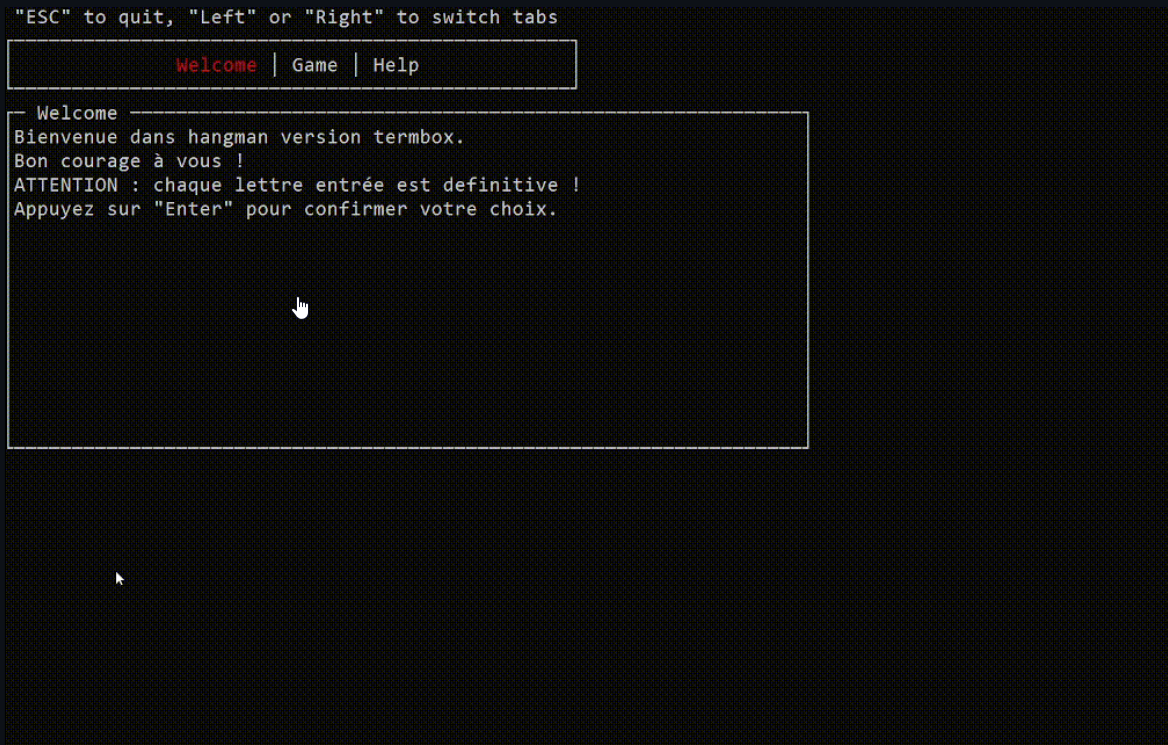 "ESC" to quit, "Left" or "Right" to switch tabs
Welcome │ Game │ Help
Welcome
Bienvenue dans hangman version termbox.
Bon courage à vous !
ATTENTION : chaque lettre entrée est definitive !
Appuyez sur "Enter" pour confirmer votre choix.